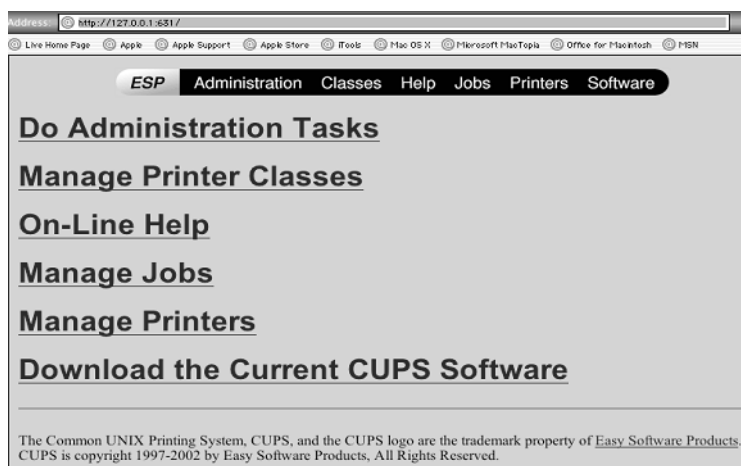 Address: http://127.0.0.1:631/
Live Home Page Apple Apple Support Apple Store iTools Mac OS X Microsoft MacTopia Office for Macintosh MSN
ESP Administration Classes Help Jobs Printers Software
Do Administration Tasks
Manage Printer Classes
On-Line Help
Manage Jobs
Manage Printers
Download the Current CUPS Software
The Common UNIX Printing System, CUPS, and the CUPS logo are the trademark property of Easy Software Products.
CUPS is copyright 1997-2002 by Easy Software Products, All Rights Reserved.